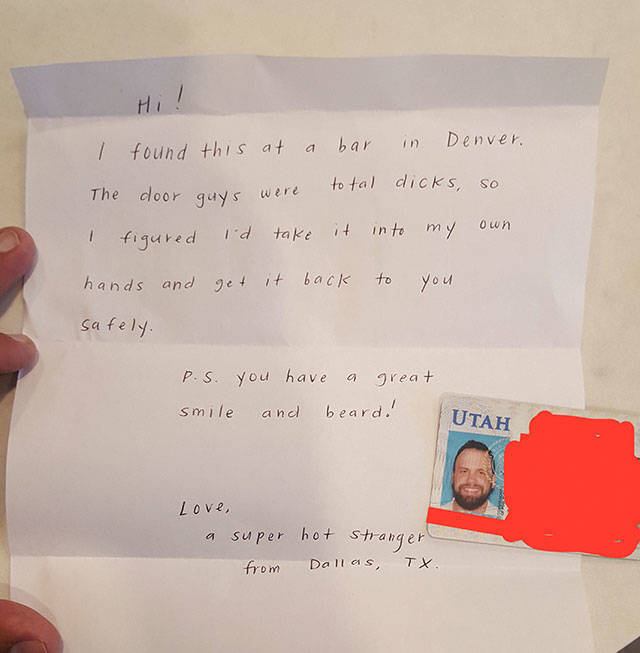 Hi!
I found this at a bar in Denver.
The door guys were total dicks, so
I figured I'd take it into my own
hands and get it back to you
safely.
P.S. you have a great
smile and beard!
UTAH
Love,
a super hot stranger
from Dallas, TX.